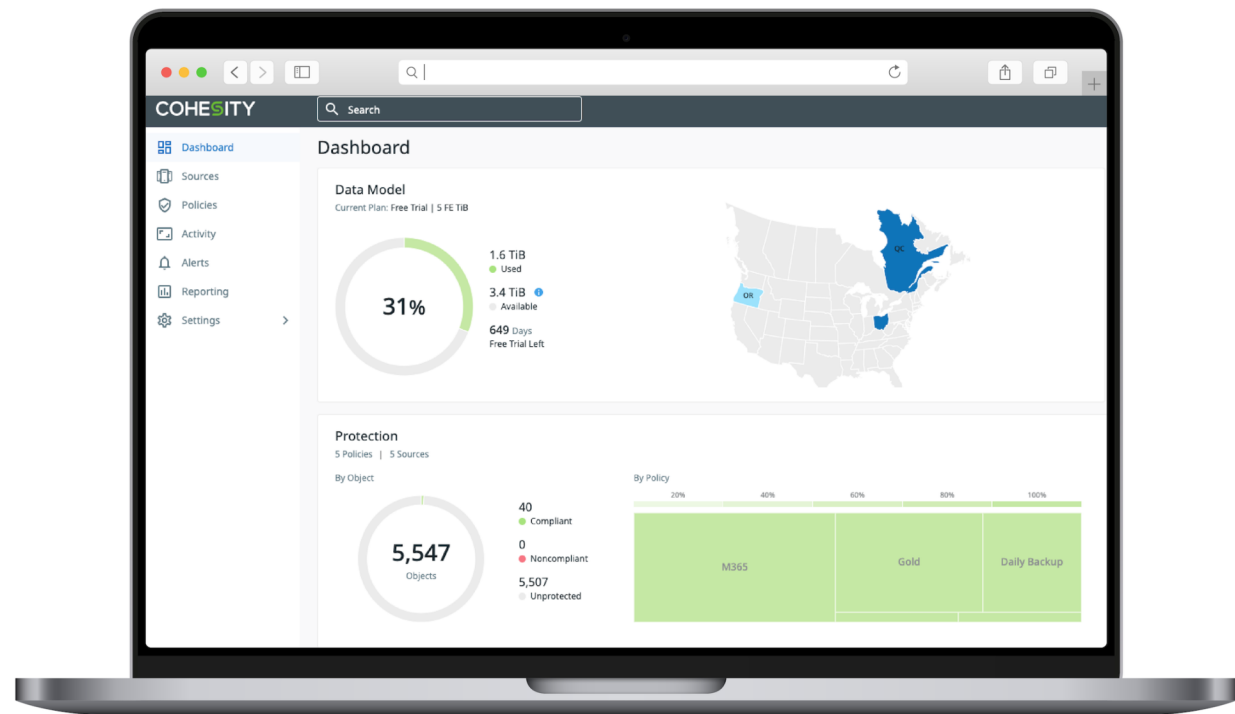 COHESITY
Search
Dashboard
Sources
Policies
Activity
Alerts
Reporting
Settings
Dashboard
Data Model
Current Plan: Free Trial | 5 FE TiB
31%
1.6 TiB
Used
3.4 TiB
Available
649 Days
Free Trial Left
QC
OR
Protection
5 Policies | 5 Sources
By Object
5,547
Objects
40
Compliant
0
Noncompliant
5,507
Unprotected
By Policy
20% 40% 60% 80% 100%
M365
Gold
Daily Backup